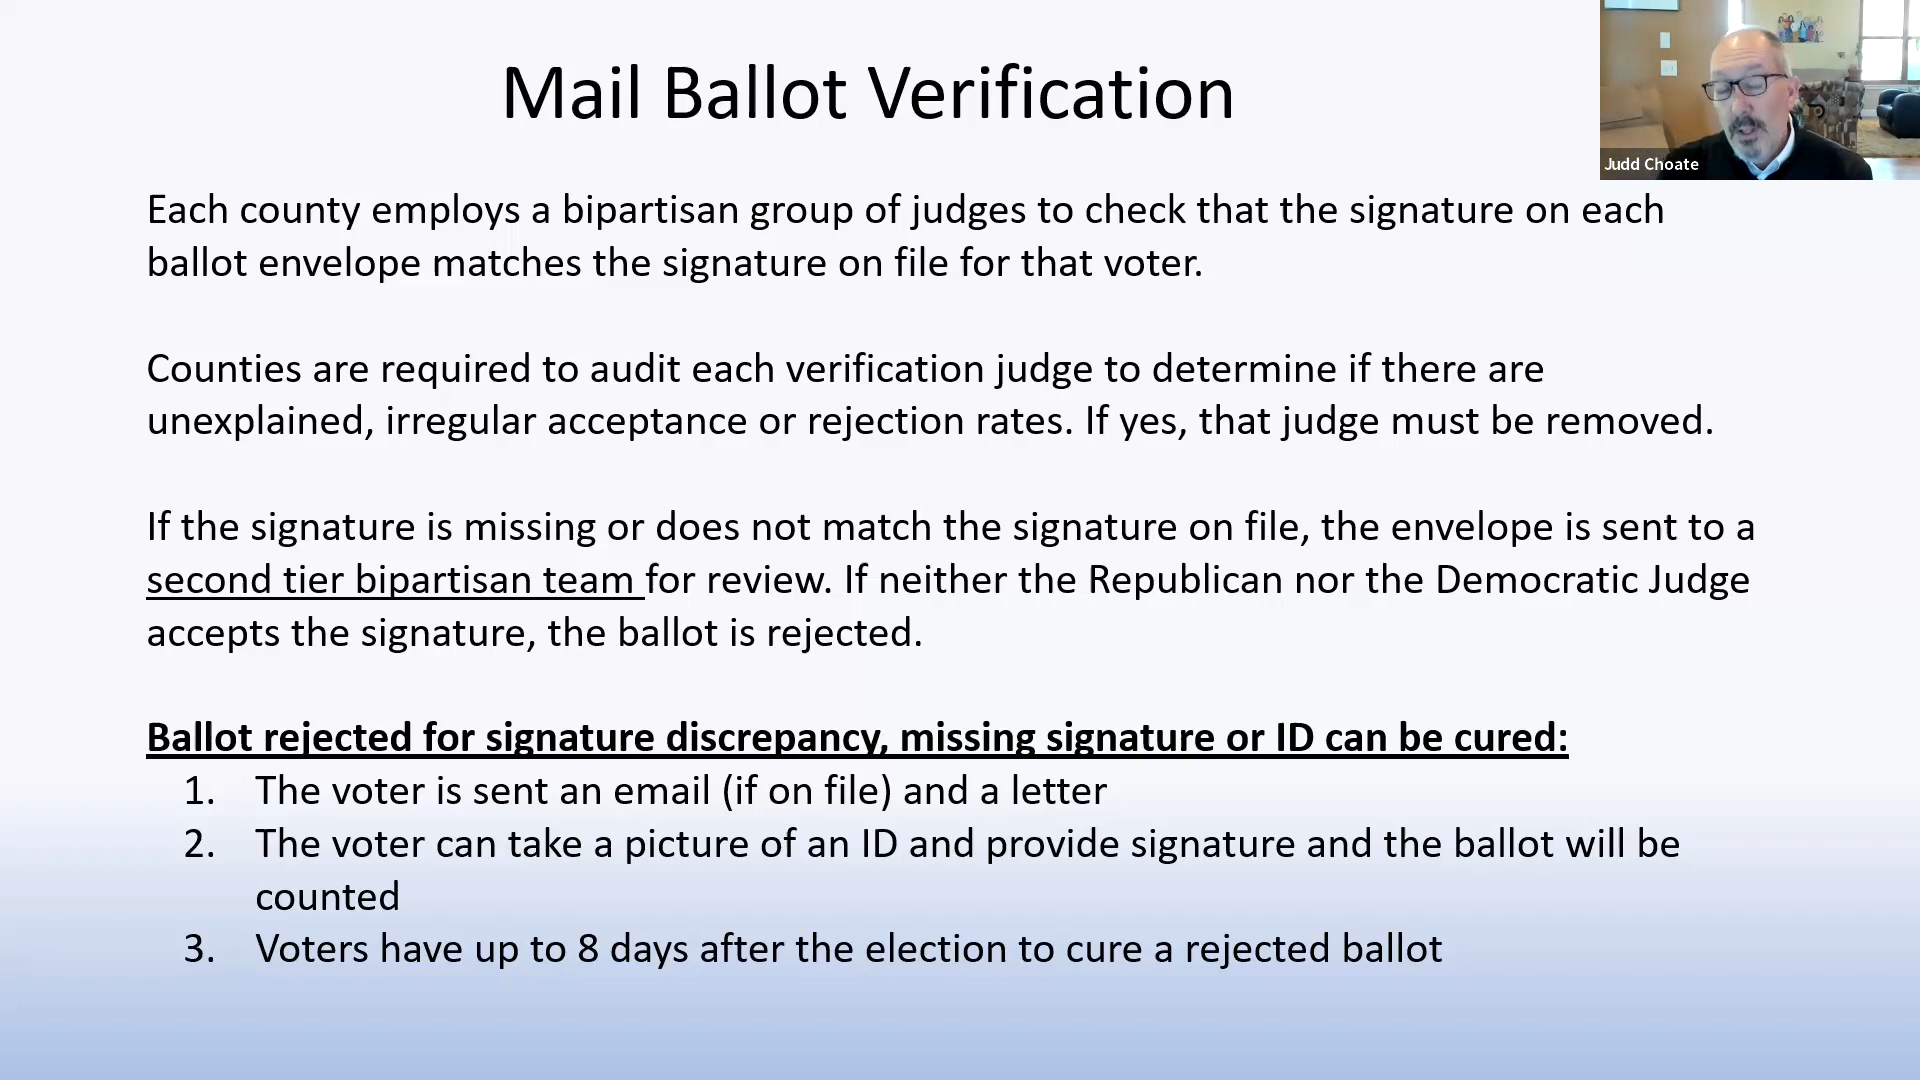 Mail Ballot Verification
Judd Choate
Each county employs a bipartisan group of judges to check that the signature on each
ballot envelope matches the signature on file for that voter.
Counties are required to audit each verification judge to determine if there are
unexplained, irregular acceptance or rejection rates. If yes, that judge must be removed.
If the signature is missing or does not match the signature on file, the envelope is sent to a
second tier bipartisan team for review. If neither the Republican nor the Democratic Judge
accepts the signature, the ballot is rejected.
Ballot rejected for signature discrepancy, missing signature or ID can be cured:
1. The voter is sent an email (if on file) and a letter
2. The voter can take a picture of an ID and provide signature and the ballot will be
counted
3. Voters have up to 8 days after the election to cure a rejected ballot